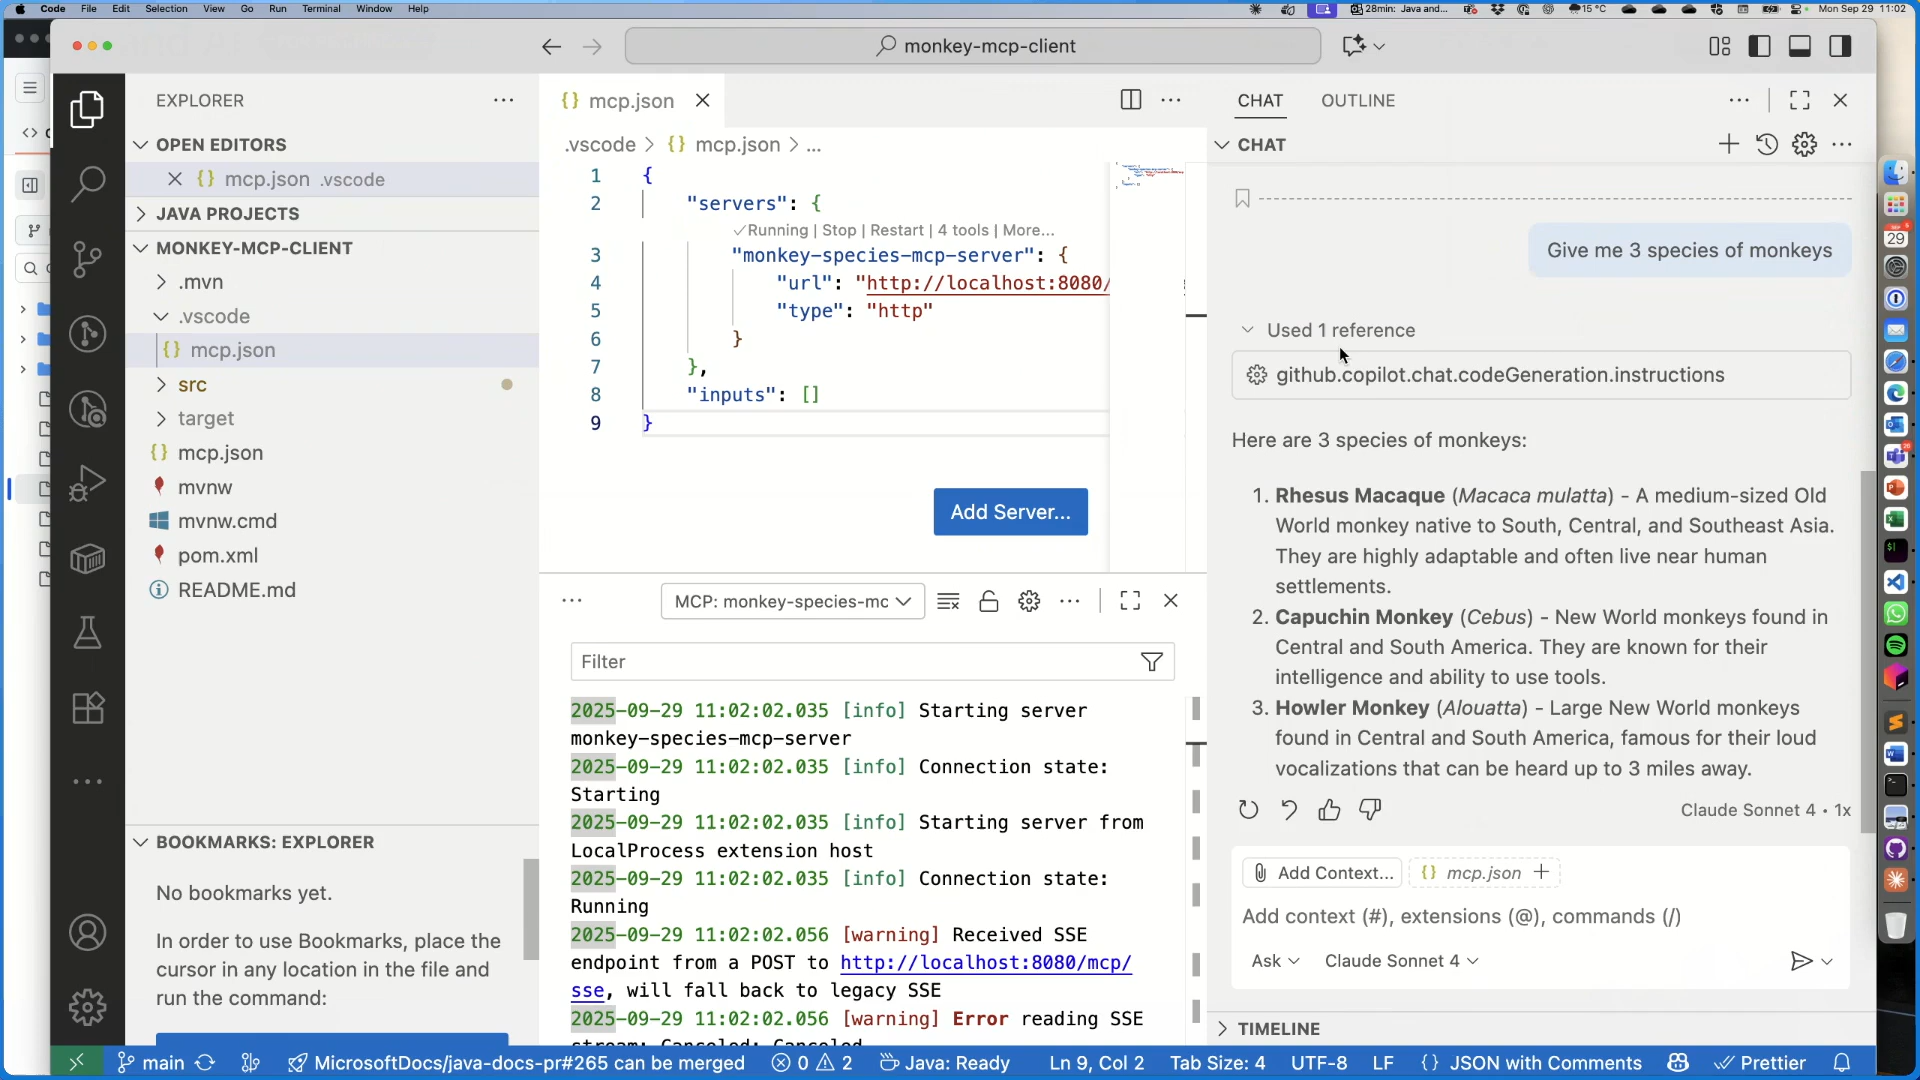 Code File Edit Selection View Go Run Terminal Window Help
28min: Java and... 15°C Mon Sep 29 11:02
monkey-mcp-client
EXPLORER
OPEN EDITORS
mcp.json .vscode
JAVA PROJECTS
MONKEY-MCP-CLIENT
.mvn
.vscode
mcp.json
src
target
mcp.json
mvnw
mvnw.cmd
pom.xml
README.md
BOOKMARKS: EXPLORER
No bookmarks yet.
In order to use Bookmarks, place the
cursor in any location in the file and
run the command:
mcp.json
.vscode > {} mcp.json > ...
1 {
2 "servers": {
✓Running | Stop | Restart | 4 tools | More...
3 "monkey-species-mcp-server": {
4 "url": "http://localhost:8080/
5 "type": "http"
6 }
7 },
8 "inputs": []
9 }
Add Server...
MCP: monkey-species-mc
Filter
2025-09-29 11:02:02.035 [info] Starting server
monkey-species-mcp-server
2025-09-29 11:02:02.035 [info] Connection state:
Starting
2025-09-29 11:02:02.035 [info] Starting server from
LocalProcess extension host
2025-09-29 11:02:02.035 [info] Connection state:
Running
2025-09-29 11:02:02.056 [warning] Received SSE
endpoint from a POST to http://localhost:8080/mcp/
sse, will fall back to legacy SSE
2025-09-29 11:02:02.056 [warning] Error reading SSE
stream: Canceled: Canceled
CHAT OUTLINE
CHAT
Give me 3 species of monkeys
Used 1 reference
github.copilot.chat.codeGeneration.instructions
Here are 3 species of monkeys:
1. Rhesus Macaque (Macaca mulatta) - A medium-sized Old
World monkey native to South, Central, and Southeast Asia.
They are highly adaptable and often live near human
settlements.
2. Capuchin Monkey (Cebus) - New World monkeys found in
Central and South America. They are known for their
intelligence and ability to use tools.
3. Howler Monkey (Alouatta) - Large New World monkeys
found in Central and South America, famous for their loud
vocalizations that can be heard up to 3 miles away.
Claude Sonnet 4 • 1x
Add Context... {} mcp.json +
Add context (#), extensions (@), commands (/)
Ask Claude Sonnet 4
TIMELINE
main MicrosoftDocs/java-docs-pr#265 can be merged 0 2 Java: Ready Ln 9, Col 2 Tab Size: 4 UTF-8 LF {} JSON with Comments Prettier